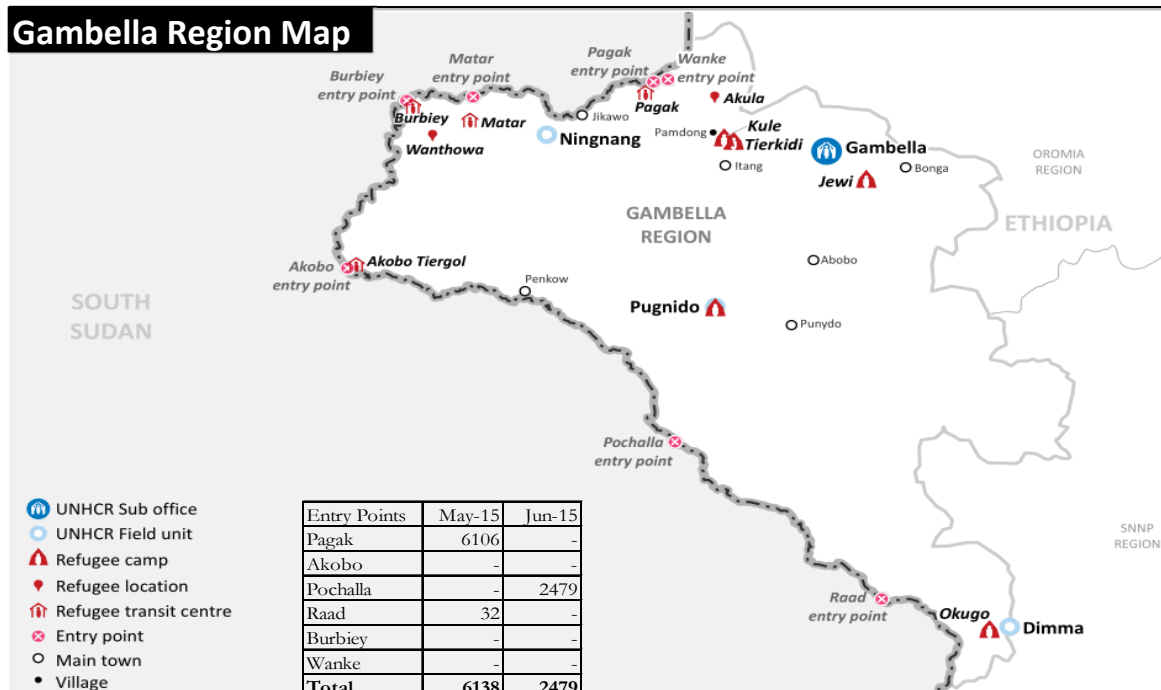 Gambella Region Map
Pagak
entry point
Wanke
entry point
Matar
entry point
Burbiey
entry point
Akula
Pagak
Burbiey
Matar
Jikawo
Wanthowa
Ningnang
Pamdong
Kule
Tierkidi
Itang
Gambella
Jewi
Bonga
OROMIA
REGION
ETHIOPIA
GAMBELLA
REGION
Akobo
entry point
Akobo Tiergol
Abobo
Penkow
SOUTH
SUDAN
Pugnido
Punydo
Pochalla
entry point
SNNP
REGION
Raad
entry point
Okugo
Dimma
UNHCR Sub office
UNHCR Field unit
Refugee camp
Refugee location
Refugee transit centre
Entry point
Main town
Village
Entry Points May-15 Jun-15
Pagak 6106 -
Akobo - -
Pochalla - 2479
Raad 32 -
Burbiey - -
Wanke - -
Total 6138 2479